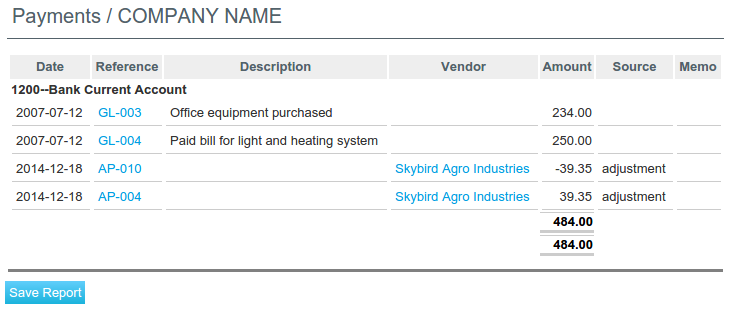 Payments / COMPANY NAME
Date Reference Description Vendor Amount Source Memo
1200--Bank Current Account
2007-07-12 GL-003 Office equipment purchased 234.00
2007-07-12 GL-004 Paid bill for light and heating system 250.00
2014-12-18 AP-010 Skybird Agro Industries -39.35 adjustment
2014-12-18 AP-004 Skybird Agro Industries 39.35 adjustment
484.00
484.00
Save Report